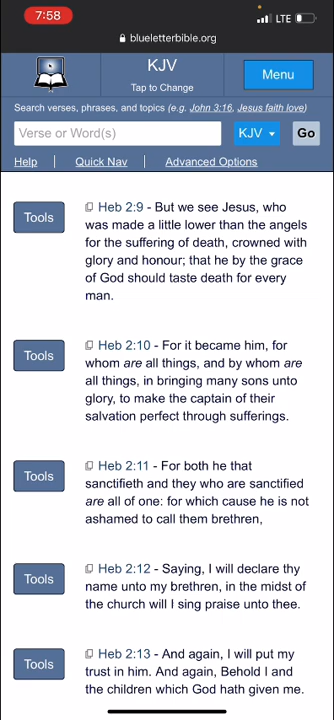 7:58
LTE
blueletterbible.org
KJV
Tap to Change
Menu
Search verses, phrases, and topics (e.g. John 3:16, Jesus faith love)
Verse or Word(s)
KJV
Go
Help
Quick Nav
Advanced Options
Tools
Heb 2:9 - But we see Jesus, who
was made a little lower than the angels
for the suffering of death, crowned with
glory and honour; that he by the grace
of God should taste death for every
man.
Tools
Heb 2:10 - For it became him, for
whom are all things, and by whom are
all things, in bringing many sons unto
glory, to make the captain of their
salvation perfect through sufferings.
Tools
Heb 2:11 - For both he that
sanctifieth and they who are sanctified
are all of one: for which cause he is not
ashamed to call them brethren,
Tools
Heb 2:12 - Saying, I will declare thy
name unto my brethren, in the midst of
the church will I sing praise unto thee.
Tools
Heb 2:13 - And again, I will put my
trust in him. And again, Behold I and
the children which God hath given me.